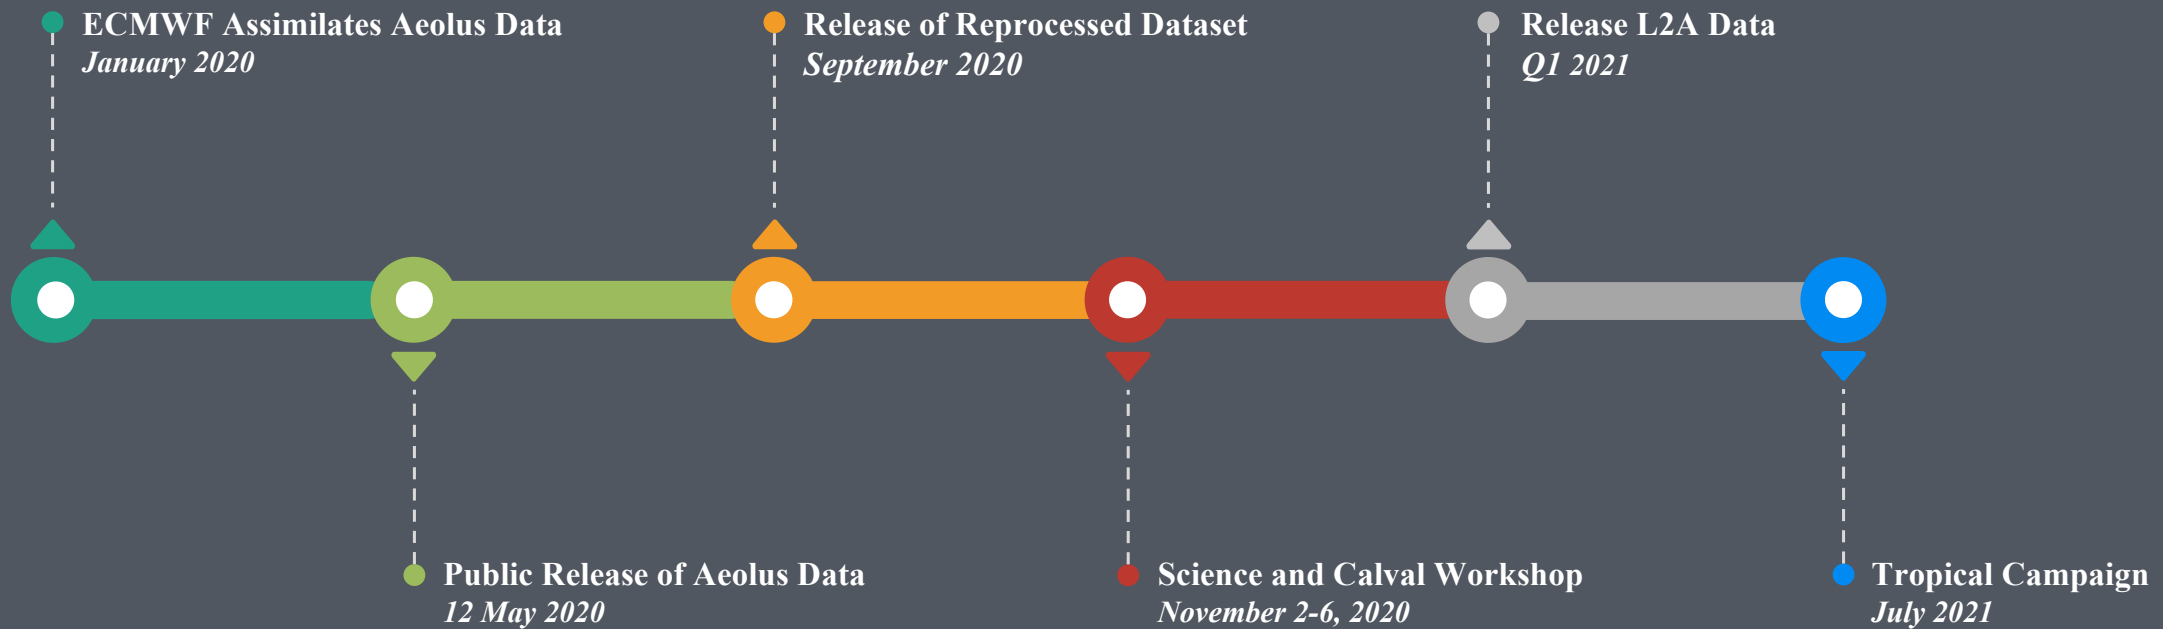 ECMWF Assimilates Aeolus Data
January 2020
Release of Reprocessed Dataset
September 2020
Release L2A Data
Q1 2021
Public Release of Aeolus Data
12 May 2020
Science and Calval Workshop
November 2-6, 2020
Tropical Campaign
July 2021